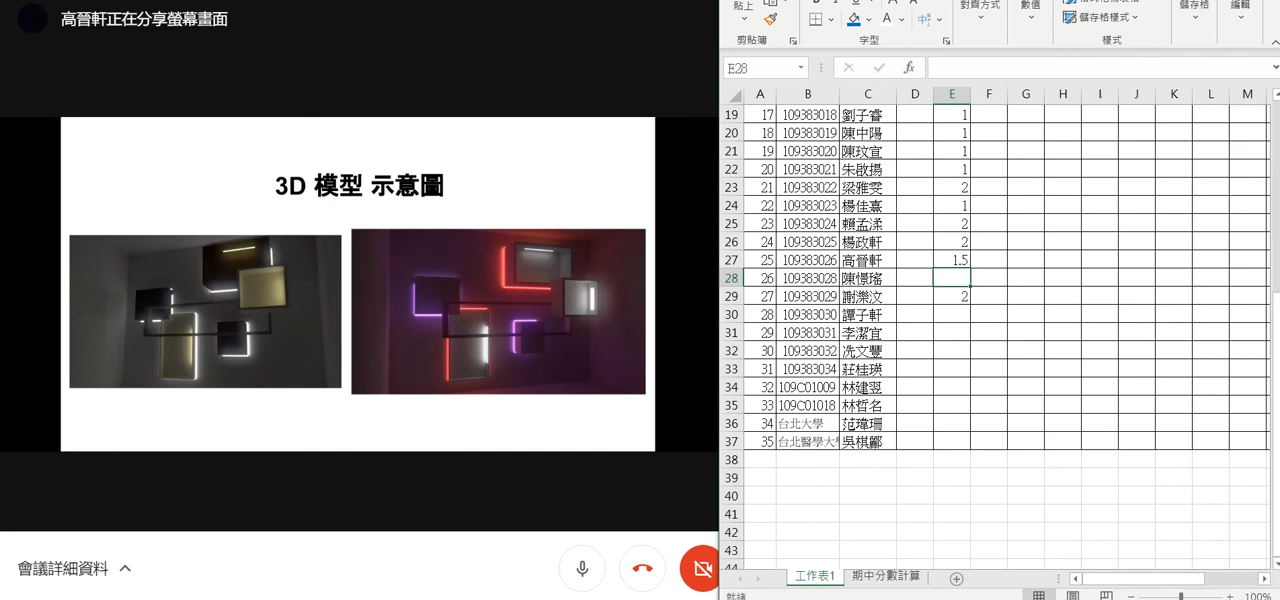 高晉軒正在分享螢幕畫面
3D 模型 示意圖
會議詳細資料
貼上
對齊方式
數值
儲存格樣式
儲存格
編輯
剪貼簿
字型
樣式
E28
fx
A B C D E F G H I J K L M
19 17 109383018 劉子睿 1
20 18 109383019 陳中陽 1
21 19 109383020 陳玟宣 1
22 20 109383021 朱啟揚 1
23 21 109383022 梁雅雯 2
24 22 109383023 楊佳熹 1
25 23 109383024 賴孟渘 2
26 24 109383025 楊政軒 2
27 25 109383026 高晉軒 1.5
28 26 109383028 陳憬瑤
29 27 109383029 謝濼汶 2
30 28 109383030 譚子軒
31 29 109383031 李潔宜
32 30 109383032 冼文豐
33 31 109383034 莊桂瑛
34 32 109C01009 林建翌
35 33 109C01018 林哲名
36 34 台北大學 范瑋珊
37 35 台北醫學大 吳棋酈
38
39
40
41
42
43
44
工作表1 期中分數計算
就緒
100%